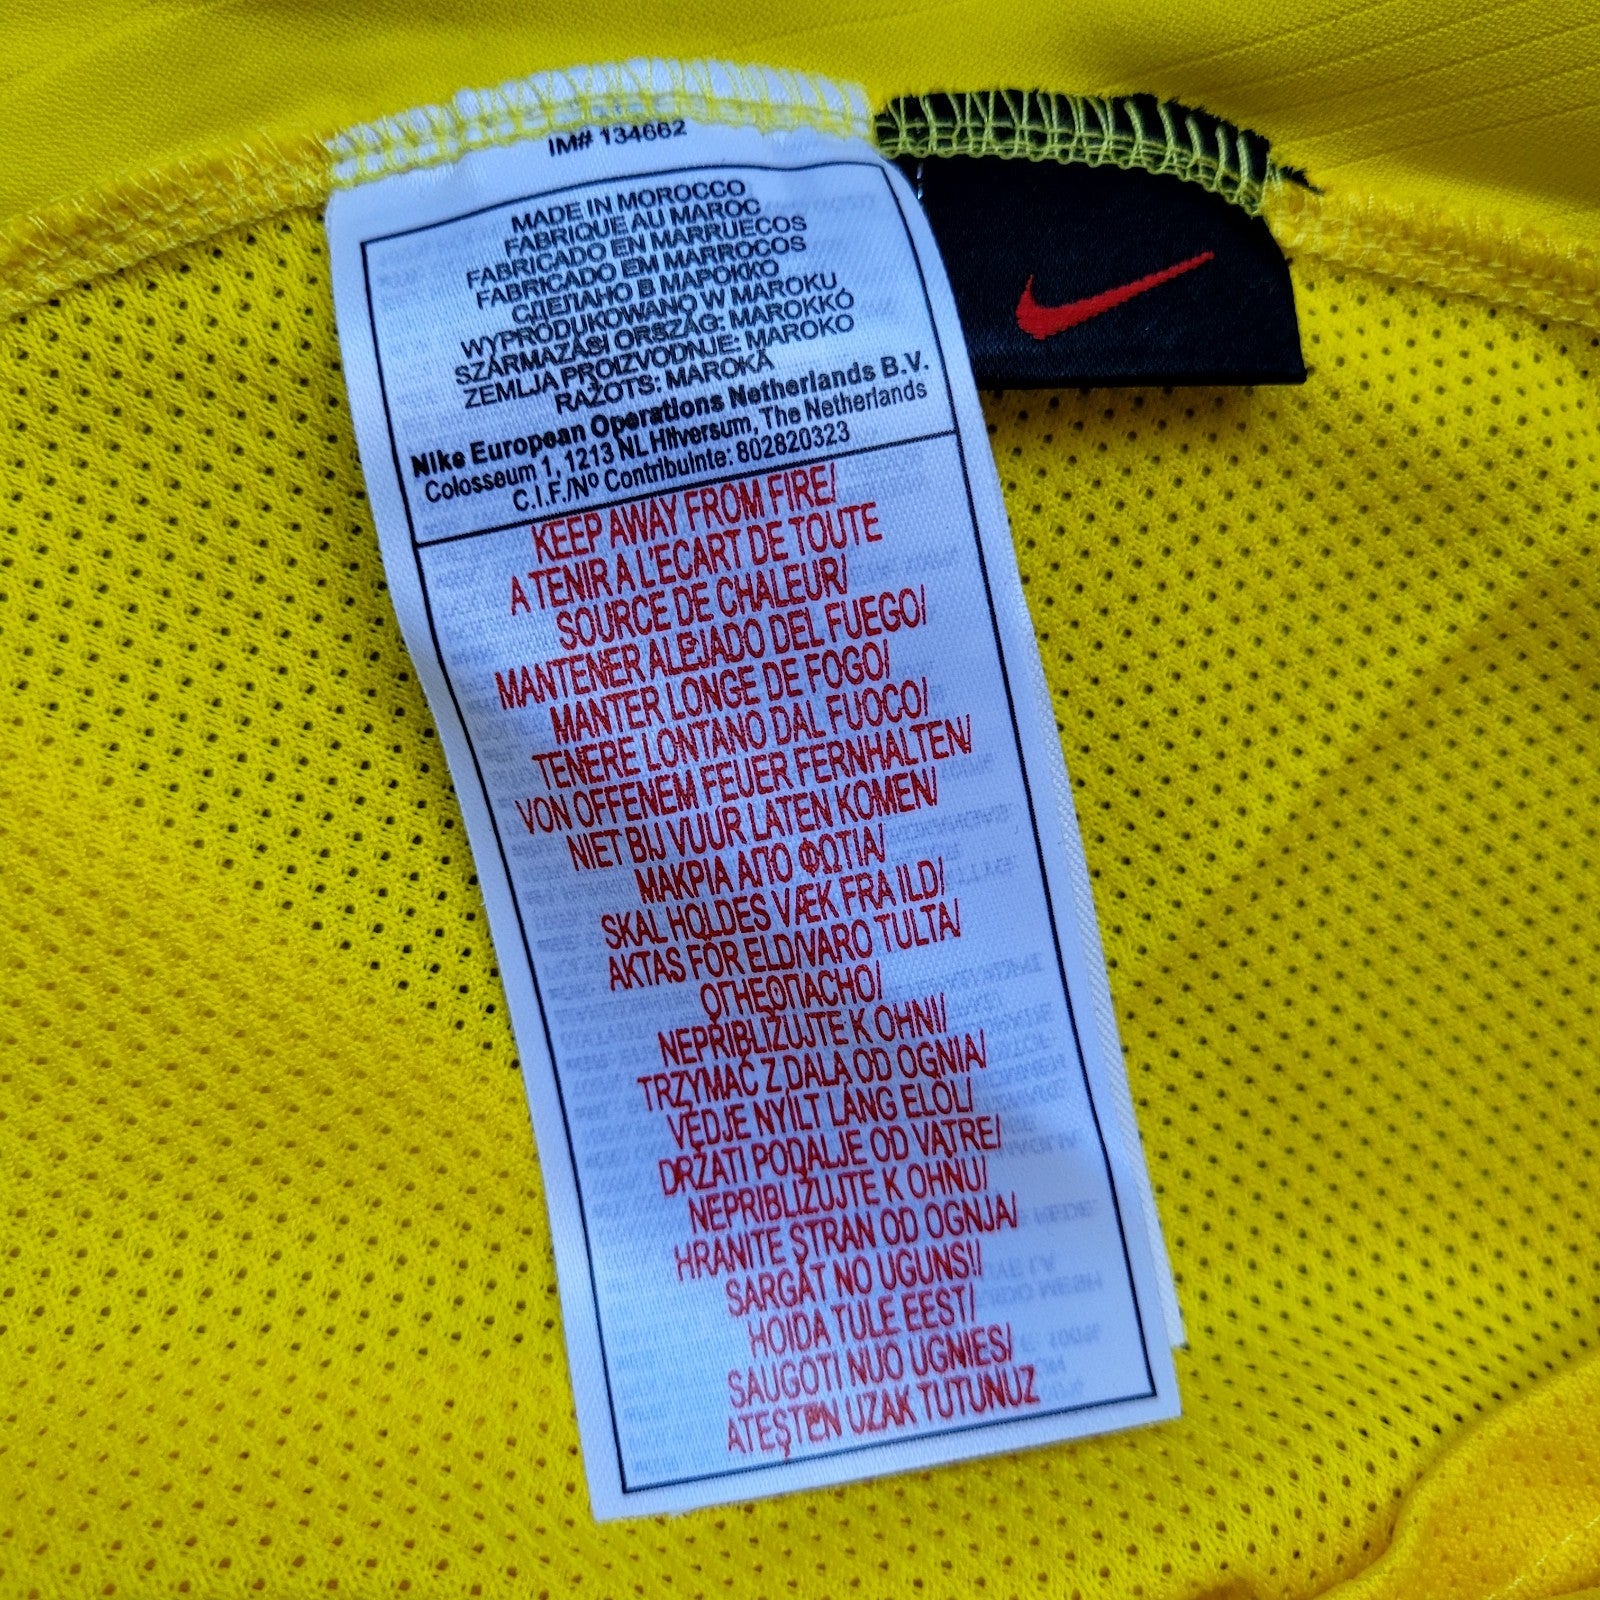 IM# 134662
MADE IN MOROCCO
FABRIQUE AU MAROC
FABRICADO EN MARRUECOS
FABRICADO EM MARROCOS
СДЕЛАНО В МАРОККО
WYPRODUKOWANO W MAROKU
SZÁRMAZÁSI ORSZÁG: MAROKKÓ
ZEMLJA PROIZVODNJE: MAROKO
RAŽOTS: MAROKĀ
Nike European Operations Netherlands B.V.
Colosseum 1, 1213 NL Hilversum, The Netherlands
C.I.F./Nº Contribuinte: 802820323
KEEP AWAY FROM FIRE/
A TENIR A L'ECART DE TOUTE
SOURCE DE CHALEUR/
MANTENER ALEJADO DEL FUEGO/
MANTER LONGE DE FOGO/
TENERE LONTANO DAL FUOCO/
VON OFFENEM FEUER FERNHALTEN/
NIET BIJ VUUR LATEN KOMEN/
ΜΑΚΡΙΑ ΑΠΟ ΦΩΤΙΑ/
SKAL HOLDES VÆK FRA ILD/
AKTAS FÖR ELD/VARO TULTA/
ОГНЕОПАСНО/
NEPRIBLIŽUJTE K OHNI/
TRZYMAĆ Z DALA OD OGNIA/
VÉDJE NYÍLT LÁNG ELOL/
DRŽATI PODALJE OD VATRE/
NEPRIBLIŽUJTE K OHNU/
HRANITE STRAN OD OGNJA/
SARGĀT NO UGUNS!/
HOIDA TULE EEST/
SAUGOTI NUO UGNIES/
ATEŞTEN UZAK TUTUNUZ